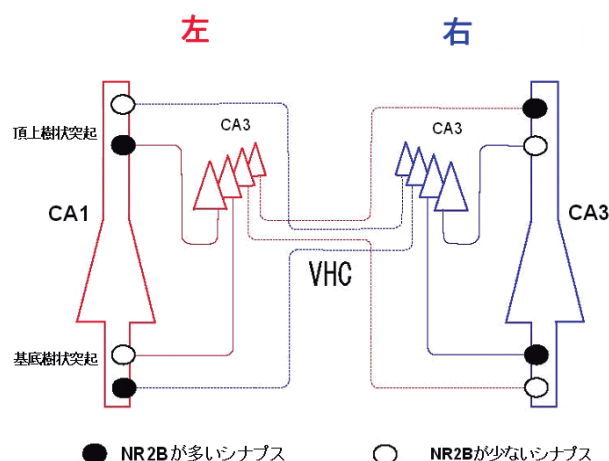 左
右
頂上樹状突起
CA3
CA3
CA1
CA3
VHC
基底樹状突起
NR2Bが多いシナプス
NR2Bが少ないシナプス